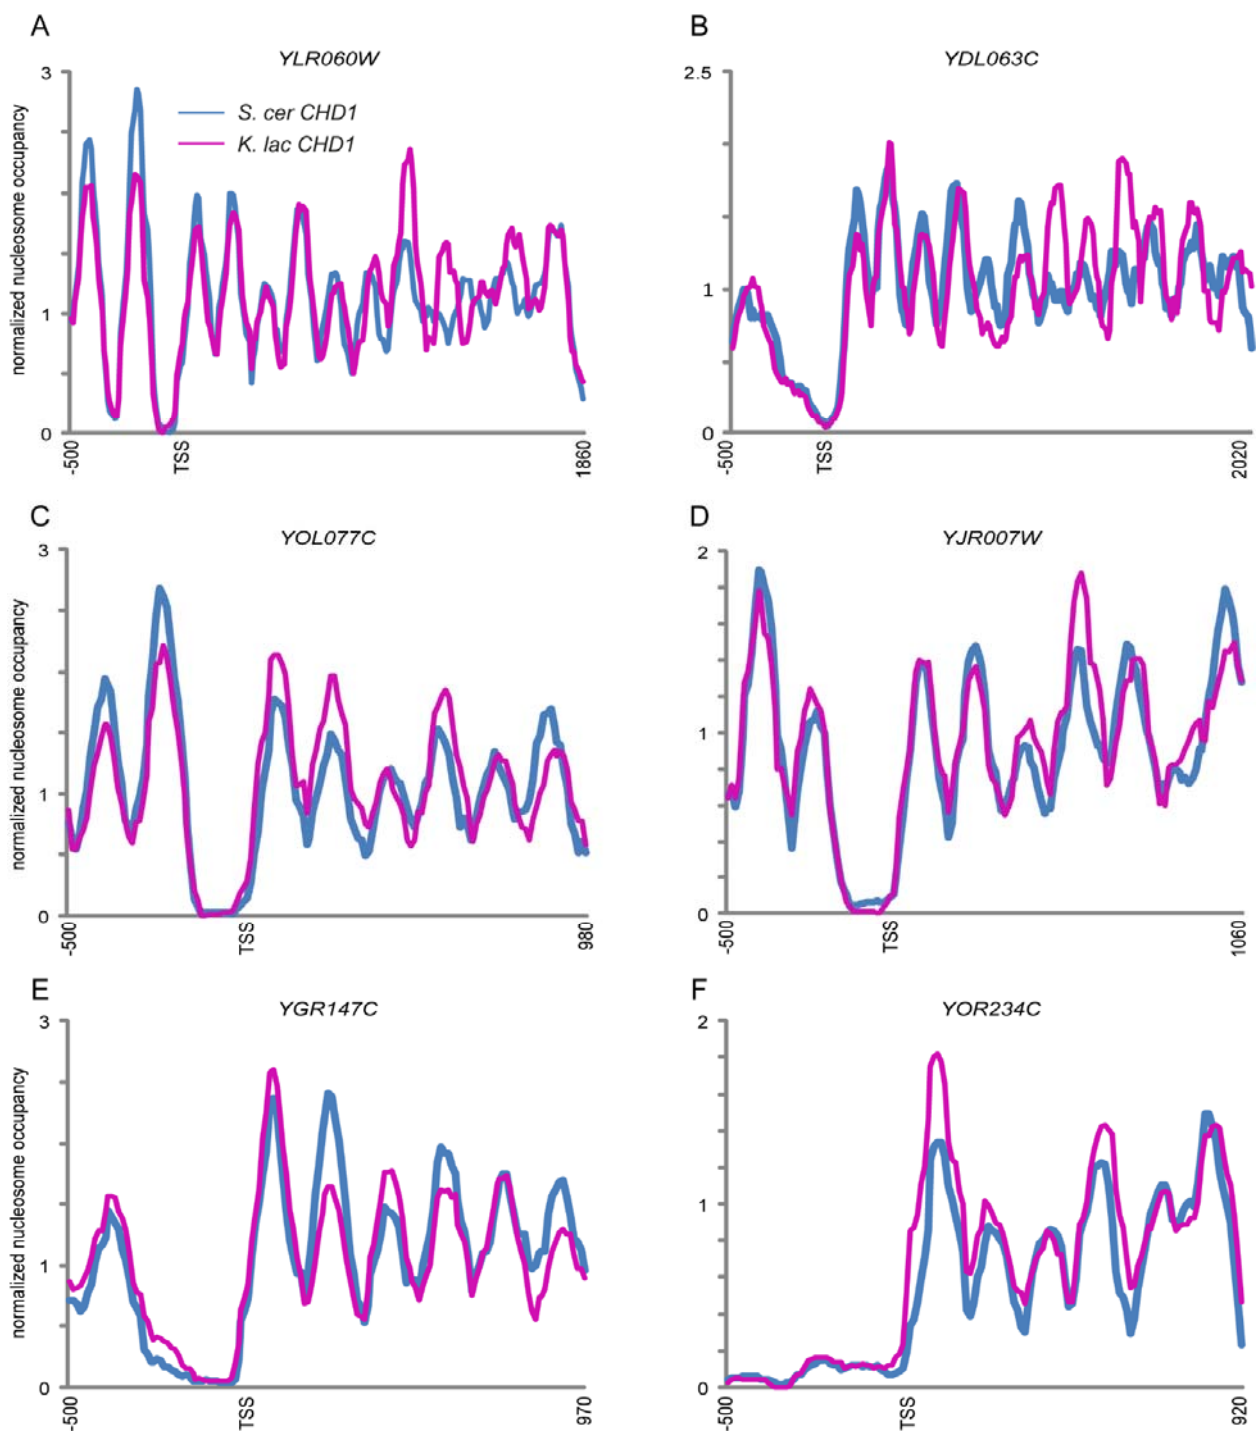 A
YLR060W
3
1
0
normalized nucleosome occupancy
S. cer CHD1
K. lac CHD1
-500
TSS
1860
B
YDL063C
2.5
1
0
-500
TSS
2020
C
YOL077C
3
1
0
normalized nucleosome occupancy
-500
TSS
980
D
YJR007W
2
1
0
-500
TSS
1060
E
YGR147C
3
1
0
normalized nucleosome occupancy
-500
TSS
970
F
YOR234C
2
1
0
-500
TSS
920